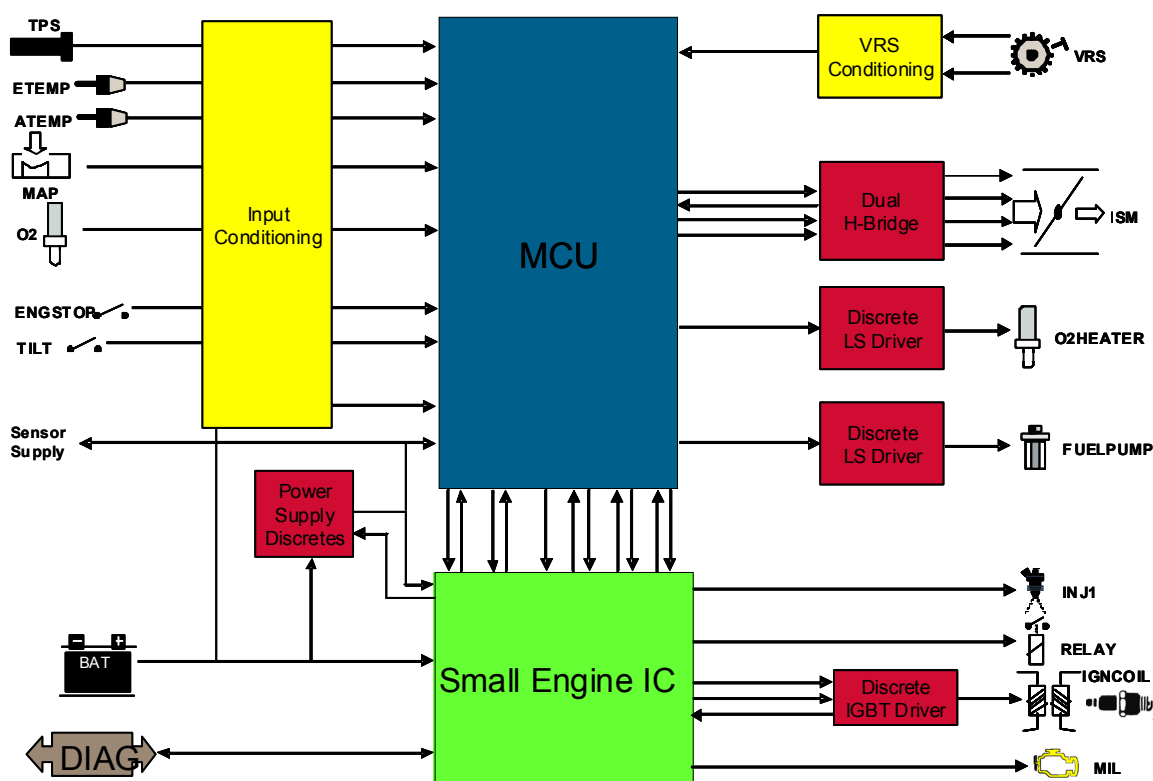 TPS
ETEMP
ATEMP
MAP
O2
ENGSTOP
TILT
Sensor
Supply
Input
Conditioning
MCU
VRS
Conditioning
VRS
Dual
H-Bridge
ISM
Discrete
LS Driver
O2HEATER
Discrete
LS Driver
FUELPUMP
Power
Supply
Discretes
BAT
DIAG
Small Engine IC
INJ1
RELAY
IGNCOIL
Discrete
IGBT Driver
MIL